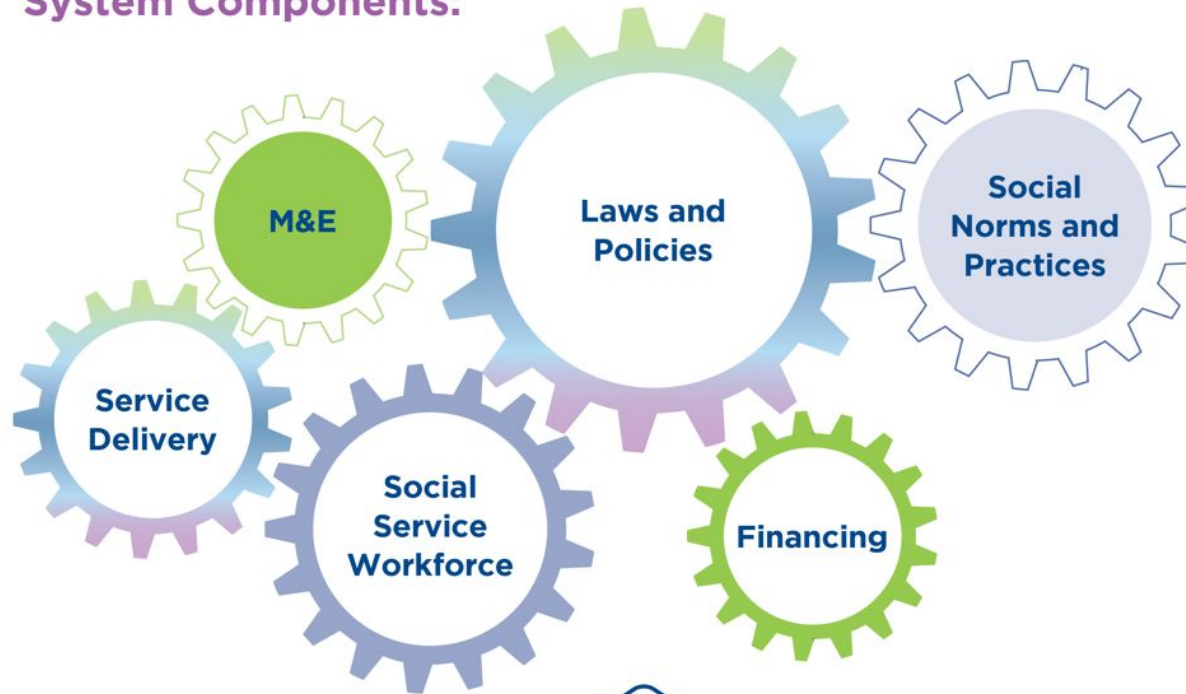 System Components:
M&E
Laws and
Policies
Social
Norms and
Practices
Service
Delivery
Social
Service
Workforce
Financing